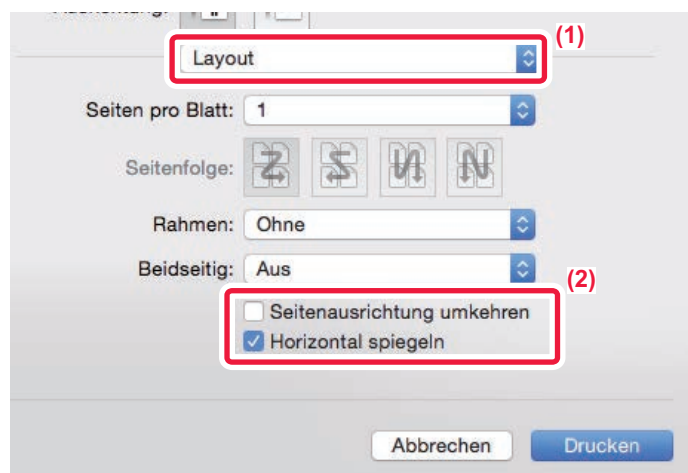 (1)
Layout
Seiten pro Blatt: 1
Seitenfolge:
Rahmen: Ohne
Beidseitig: Aus
(2)
Seitenausrichtung umkehren
Horizontal spiegeln
Abbrechen Drucken